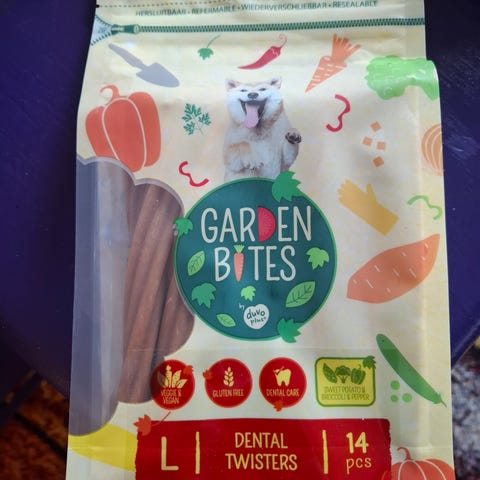 HERSLUITBAAR • REFERMABLE • WIEDERVERSCHLIEẞBAR • RESEALABLE
GARDEN
BITES
by duvo
plus+
VEGGIE &
VEGAN
GLUTEN FREE
DENTAL CARE
SWEET POTATO &
BROCCOLI & PEPPER
L
DENTAL
TWISTERS
14
pcs